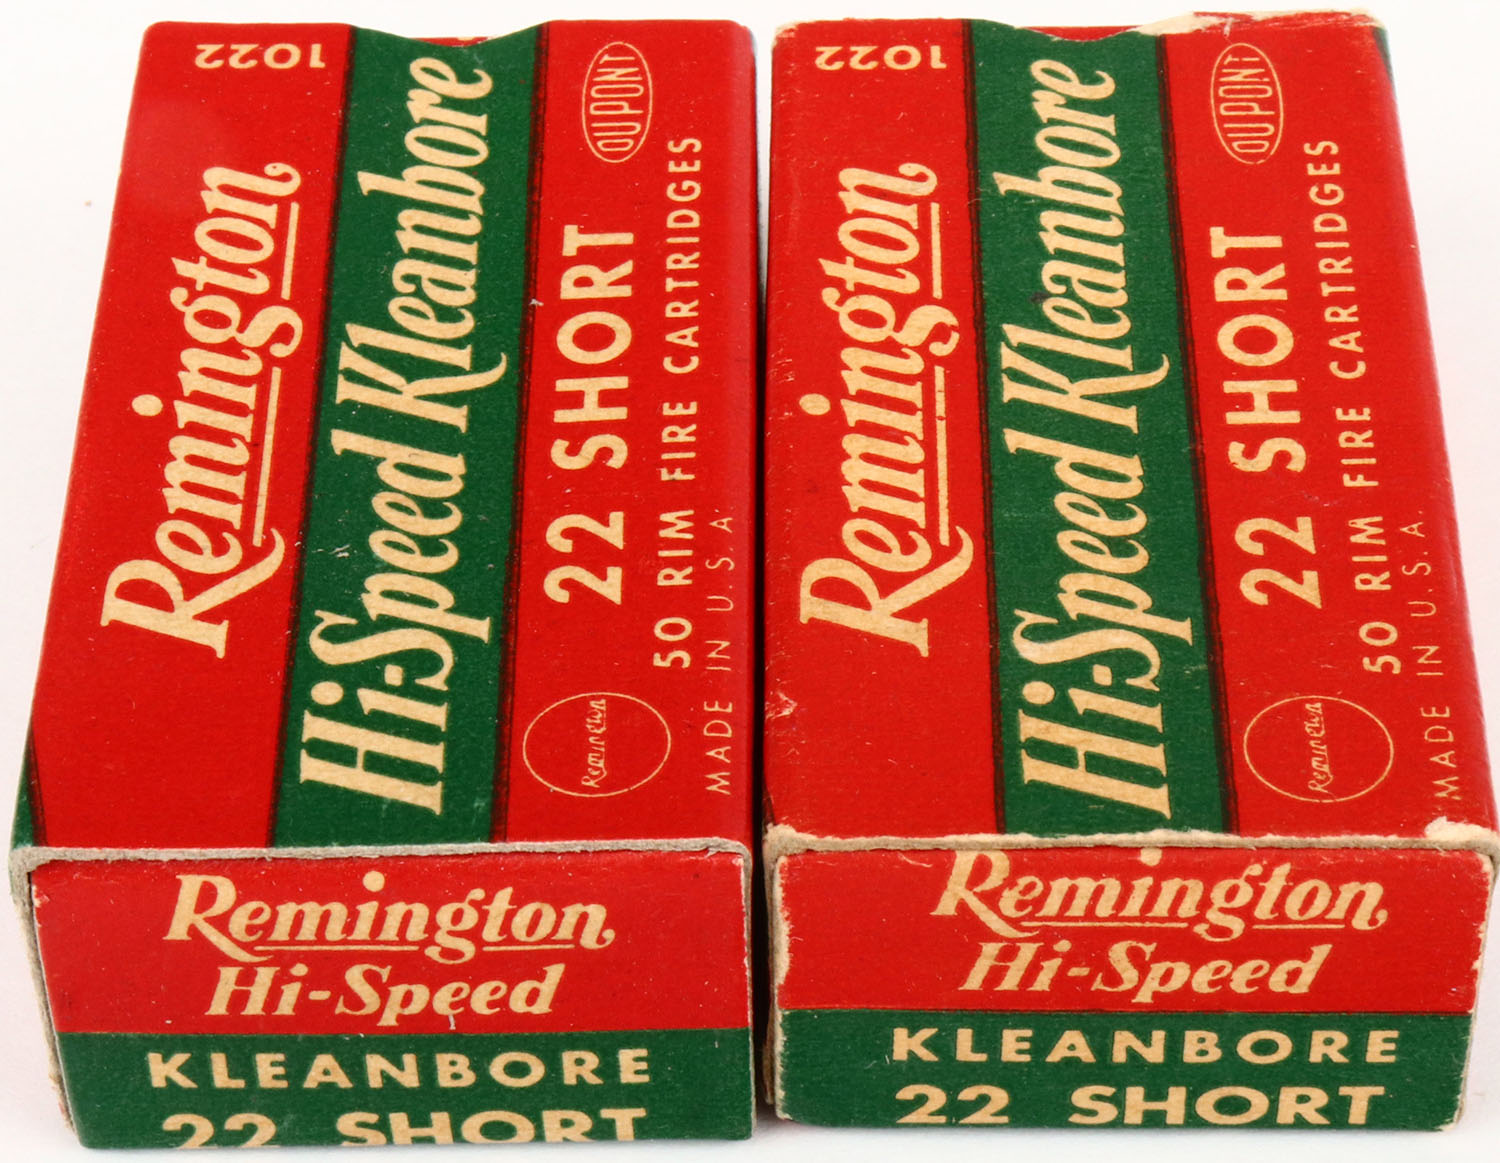 1022
Remington
Hi-Speed Kleanbore
22 SHORT
50 RIM FIRE CARTRIDGES
MADE IN U.S.A.
DUPONT
Remington
Remington
Hi-Speed
KLEANBORE
22 SHORT
1022
Remington
Hi-Speed Kleanbore
22 SHORT
50 RIM FIRE CARTRIDGES
MADE IN U.S.A.
DUPONT
Remington
Remington
Hi-Speed
KLEANBORE
22 SHORT